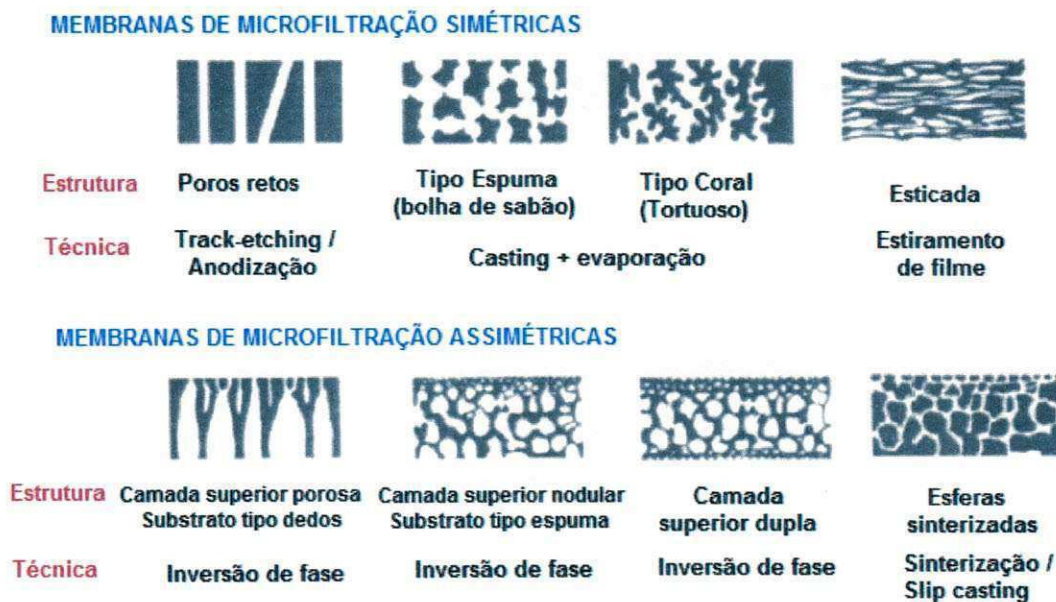 MEMBRANAS DE MICROFILTRAÇÃO SIMÉTRICAS
Estrutura
Poros retos
Tipo Espuma
(bolha de sabão)
Tipo Coral
(Tortuoso)
Esticada
Técnica
Track-etching /
Anodização
Casting + evaporação
Estiramento
de filme
MEMBRANAS DE MICROFILTRAÇÃO ASSIMÉTRICAS
Estrutura
Camada superior porosa
Substrato tipo dedos
Camada superior nodular
Substrato tipo espuma
Camada
superior dupla
Esferas
sinterizadas
Técnica
Inversão de fase
Inversão de fase
Inversão de fase
Sinterização /
Slip casting